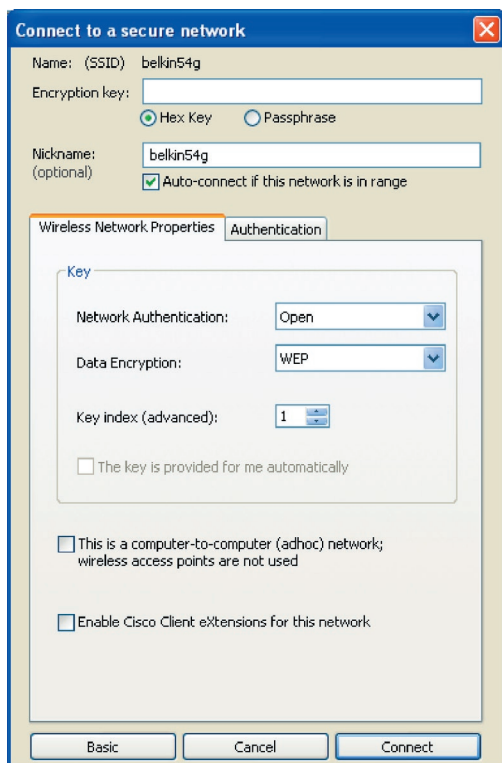 Connect to a secure network
Name: (SSID) belkin54g
Encryption key:
Hex Key Passphrase
Nickname: belkin54g
(optional)
Auto-connect if this network is in range
Wireless Network Properties Authentication
Key
Network Authentication: Open
Data Encryption: WEP
Key index (advanced): 1
The key is provided for me automatically
This is a computer-to-computer (adhoc) network;
wireless access points are not used
Enable Cisco Client eXtensions for this network
Basic Cancel Connect